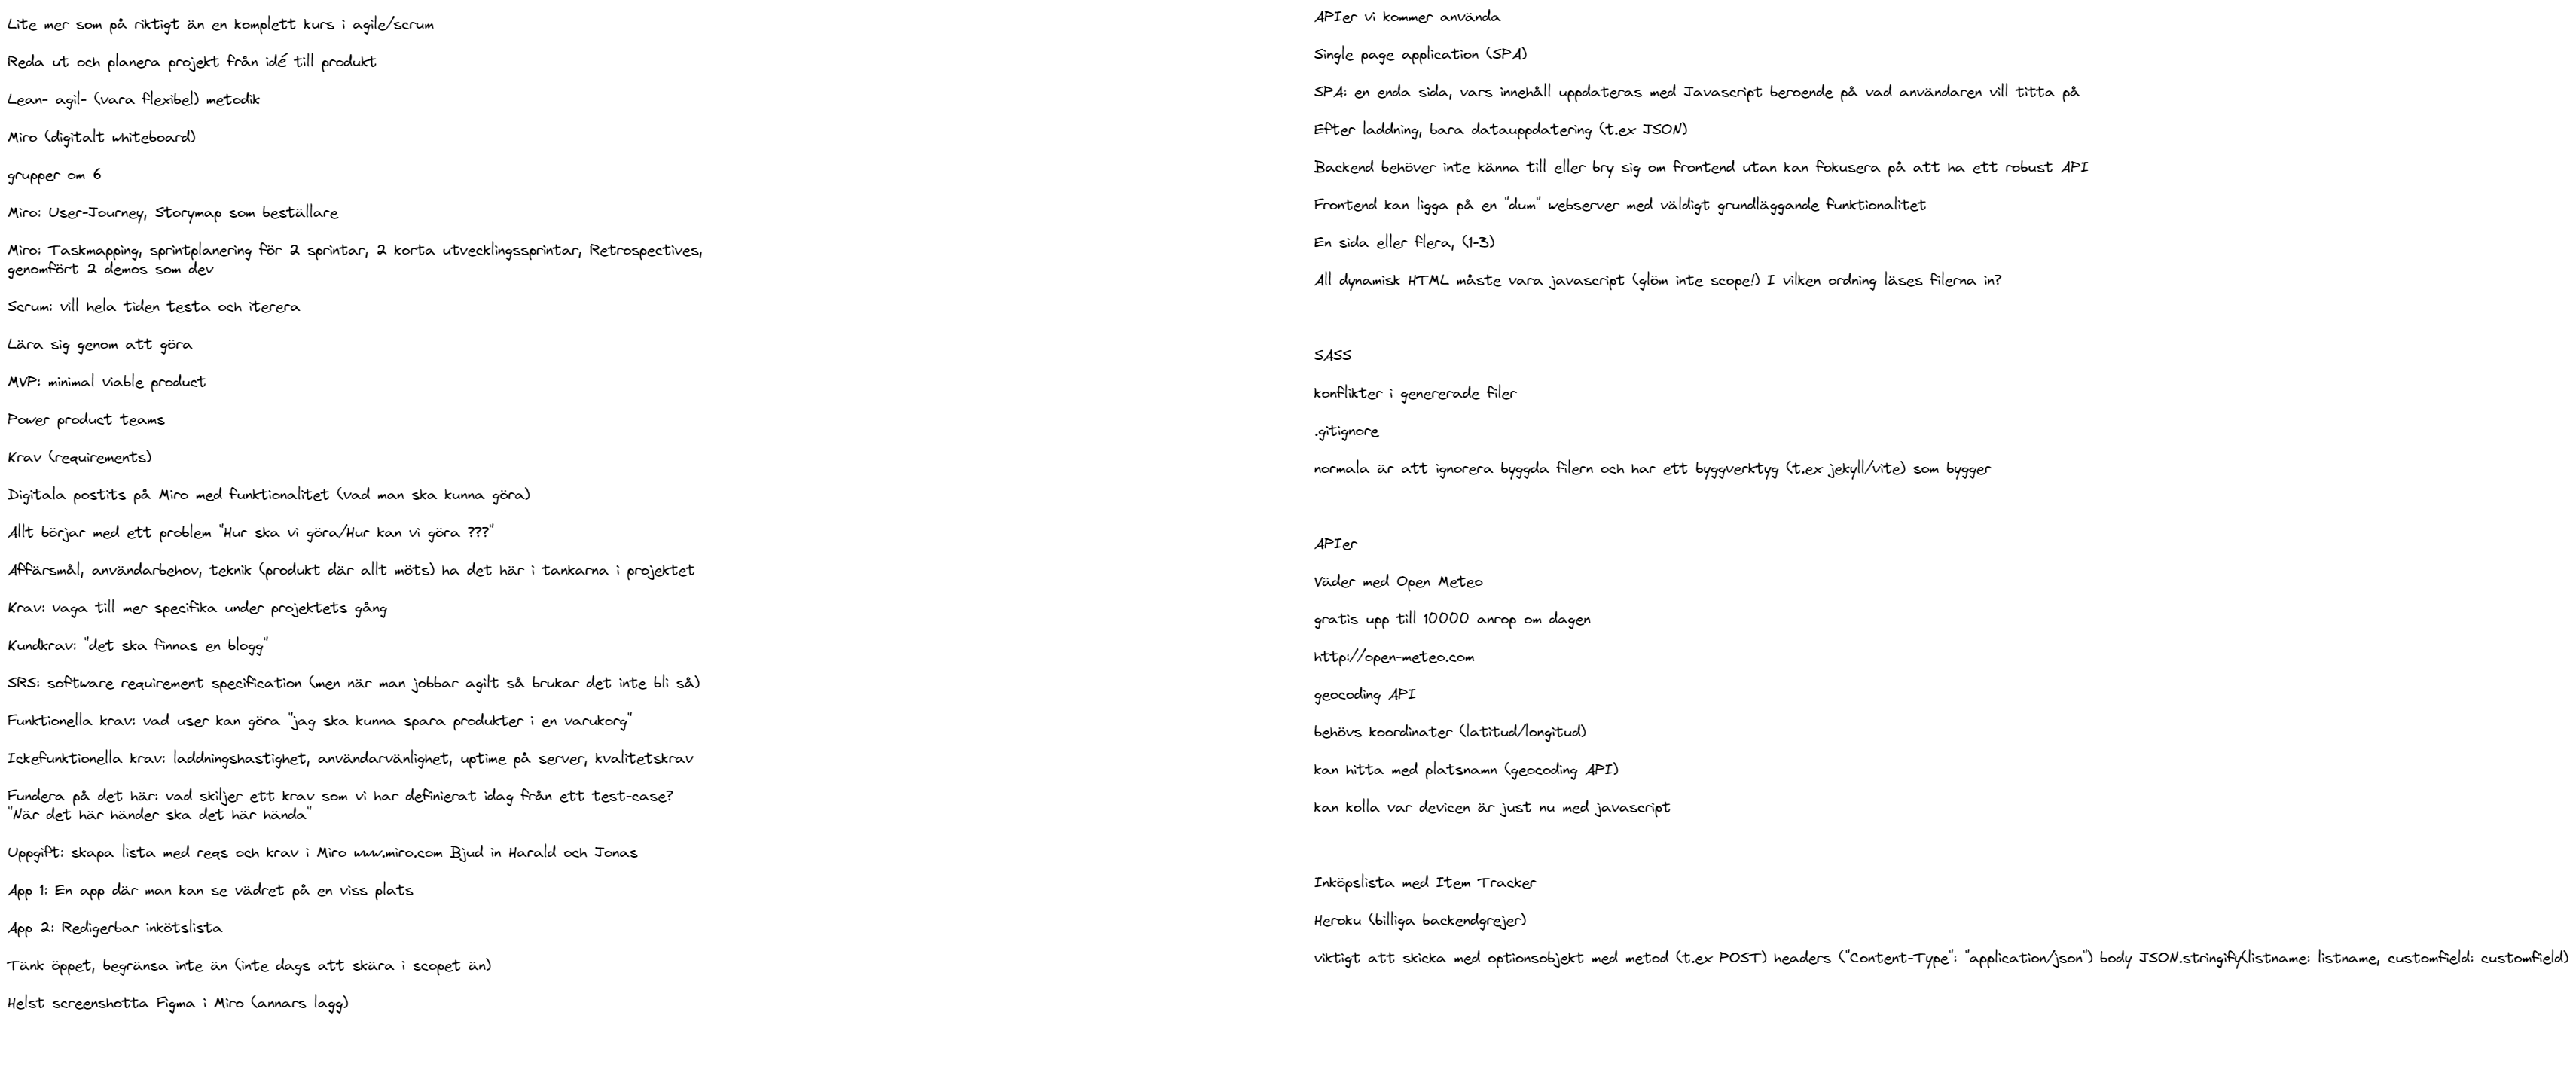 Lite mer som på riktigt än en komplett kurs i agile/scrum
Reda ut och planera projekt från idé till produkt
Lean- agil- (vara flexibel) metodik
Miro (digitalt whiteboard)
grupper om 6
Miro: User-Journey, Storymap som beställare
Miro: Taskmapping, sprintplanering för 2 sprintar, 2 korta utvecklingssprintar, Retrospectives,
genomfört 2 demos som dev
Scrum: vill hela tiden testa och iterera
Lära sig genom att göra
MVP: minimal viable product
Power product teams
Krav (requirements)
Digitala postits på Miro med funktionalitet (vad man ska kunna göra)
Allt börjar med ett problem "Hur ska vi göra/Hur kan vi göra ???"
Affärsmål, användarbehov, teknik (produkt där allt möts) ha det här i tankarna i projektet
Krav: vaga till mer specifika under projektets gång
Kundkrav: "det ska finnas en blogg"
SRS: software requirement specification (men när man jobbar agilt så brukar det inte bli så)
Funktionella krav: vad user kan göra "jag ska kunna spara produkter i en varukorg"
Ickefunktionella krav: laddningshastighet, användarvänlighet, uptime på server, kvalitetskrav
Fundera på det här: vad skiljer ett krav som vi har definierat idag från ett test-case?
"När det här händer ska det här hända"
Uppgift: skapa lista med reqs och krav i Miro www.miro.com Bjud in Harald och Jonas
App 1: En app där man kan se vädret på en viss plats
App 2: Redigerbar inkötslista
Tänk öppet, begränsa inte än (inte dags att skära i scopet än)
Helst screenshotta Figma i Miro (annars lagg)
APIer vi kommer använda
Single page application (SPA)
SPA: en enda sida, vars innehåll uppdateras med Javascript beroende på vad användaren vill titta på
Efter laddning, bara datauppdatering (t.ex JSON)
Backend behöver inte känna till eller bry sig om frontend utan kan fokusera på att ha ett robust API
Frontend kan ligga på en "dum" webserver med väldigt grundläggande funktionalitet
En sida eller flera, (1-3)
All dynamisk HTML måste vara javascript (glöm inte scope!) I vilken ordning läses filerna in?
SASS
konflikter i genererade filer
.gitignore
normala är att ignorera byggda filern och har ett byggverktyg (t.ex jekyll/vite) som bygger
APIer
Väder med Open Meteo
gratis upp till 10000 anrop om dagen
http://open-meteo.com
geocoding API
behövs koordinater (latitud/longitud)
kan hitta med platsnamn (geocoding API)
kan kolla var devicen är just nu med javascript
Inköpslista med Item Tracker
Heroku (billiga backendgrejer)
viktigt att skicka med optionsobjekt med metod (t.ex POST) headers ("Content-Type": "application/json") body JSON.stringify(listname: listname, customfield: customfield)